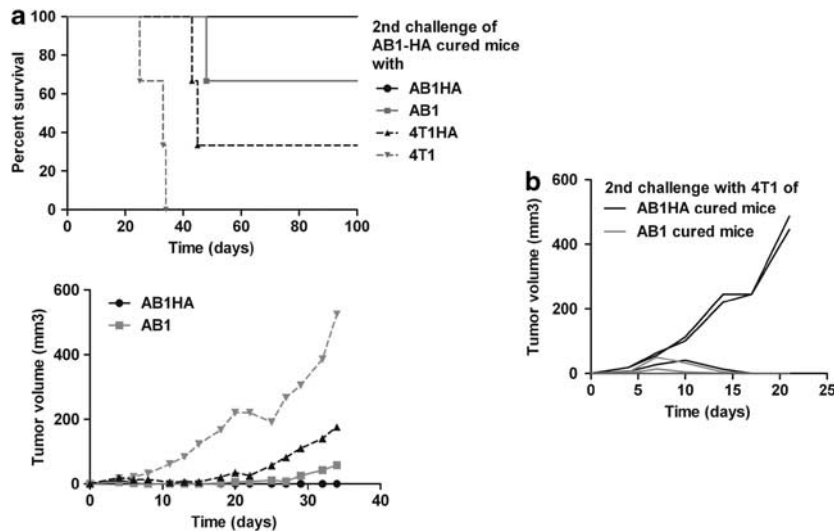 a
100
80
60
40
20
0
Percent survival
0 20 40 60 80 100
Time (days)
2nd challenge of
AB1-HA cured mice
with
AB1HA
AB1
4T1HA
4T1
600
400
200
0
Tumor volume (mm3)
AB1HA
AB1
0 10 20 30 40
Time (days)
b
600
400
200
0
Tumor volume (mm3)
2nd challenge with 4T1 of
AB1HA cured mice
AB1 cured mice
0 5 10 15 20 25
Time (days)